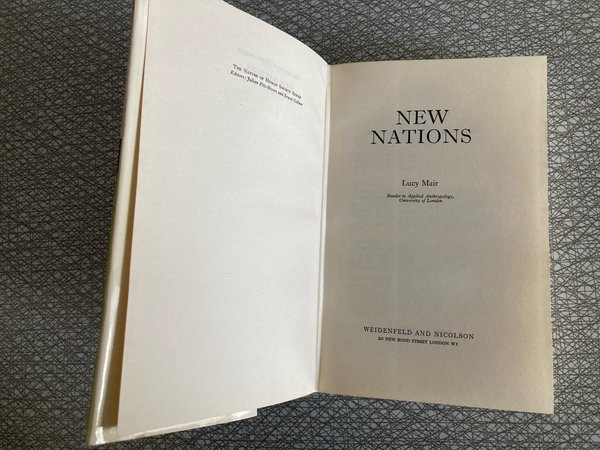 THE NATURE OF HUMAN SOCIETY SERIES
Editors: Julian Pitt-Rivers and Ernest Gellner
NEW
NATIONS
Lucy Mair
Reader in Applied Anthropology,
University of London
WEIDENFELD AND NICOLSON
20 NEW BOND STREET LONDON W1